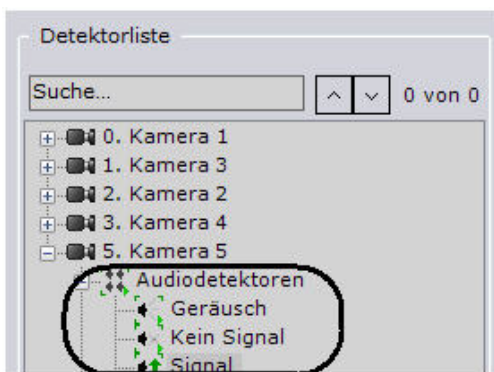 Detektorliste
Suche...
0 von 0
0. Kamera 1
1. Kamera 3
2. Kamera 2
3. Kamera 4
5. Kamera 5
Audiodetektoren
Geräusch
Kein Signal
Signal